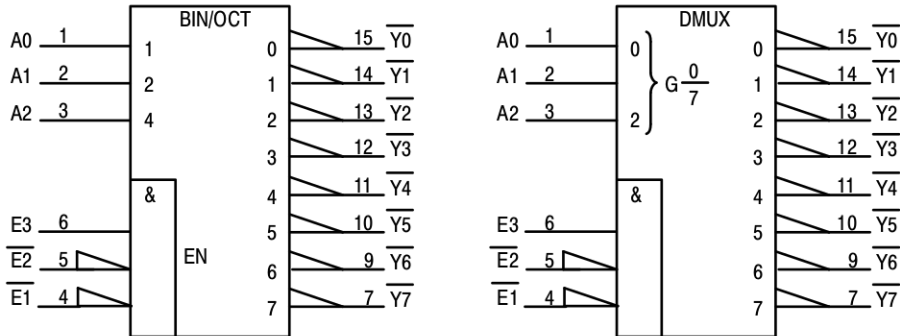 BIN/OCT
A0 1 1 0 15 Y0
A1 2 2 1 14 Y1
A2 3 4 2 13 Y2
3 12 Y3
& 4 11 Y4
E3 6 5 10 Y5
E2 5 EN 6 9 Y6
E1 4 7 7 Y7
DMUX
A0 1 0 0 15 Y0
A1 2 G 0/7 1 14 Y1
A2 3 2 2 13 Y2
3 12 Y3
& 4 11 Y4
E3 6 5 10 Y5
E2 5 6 9 Y6
E1 4 7 7 Y7